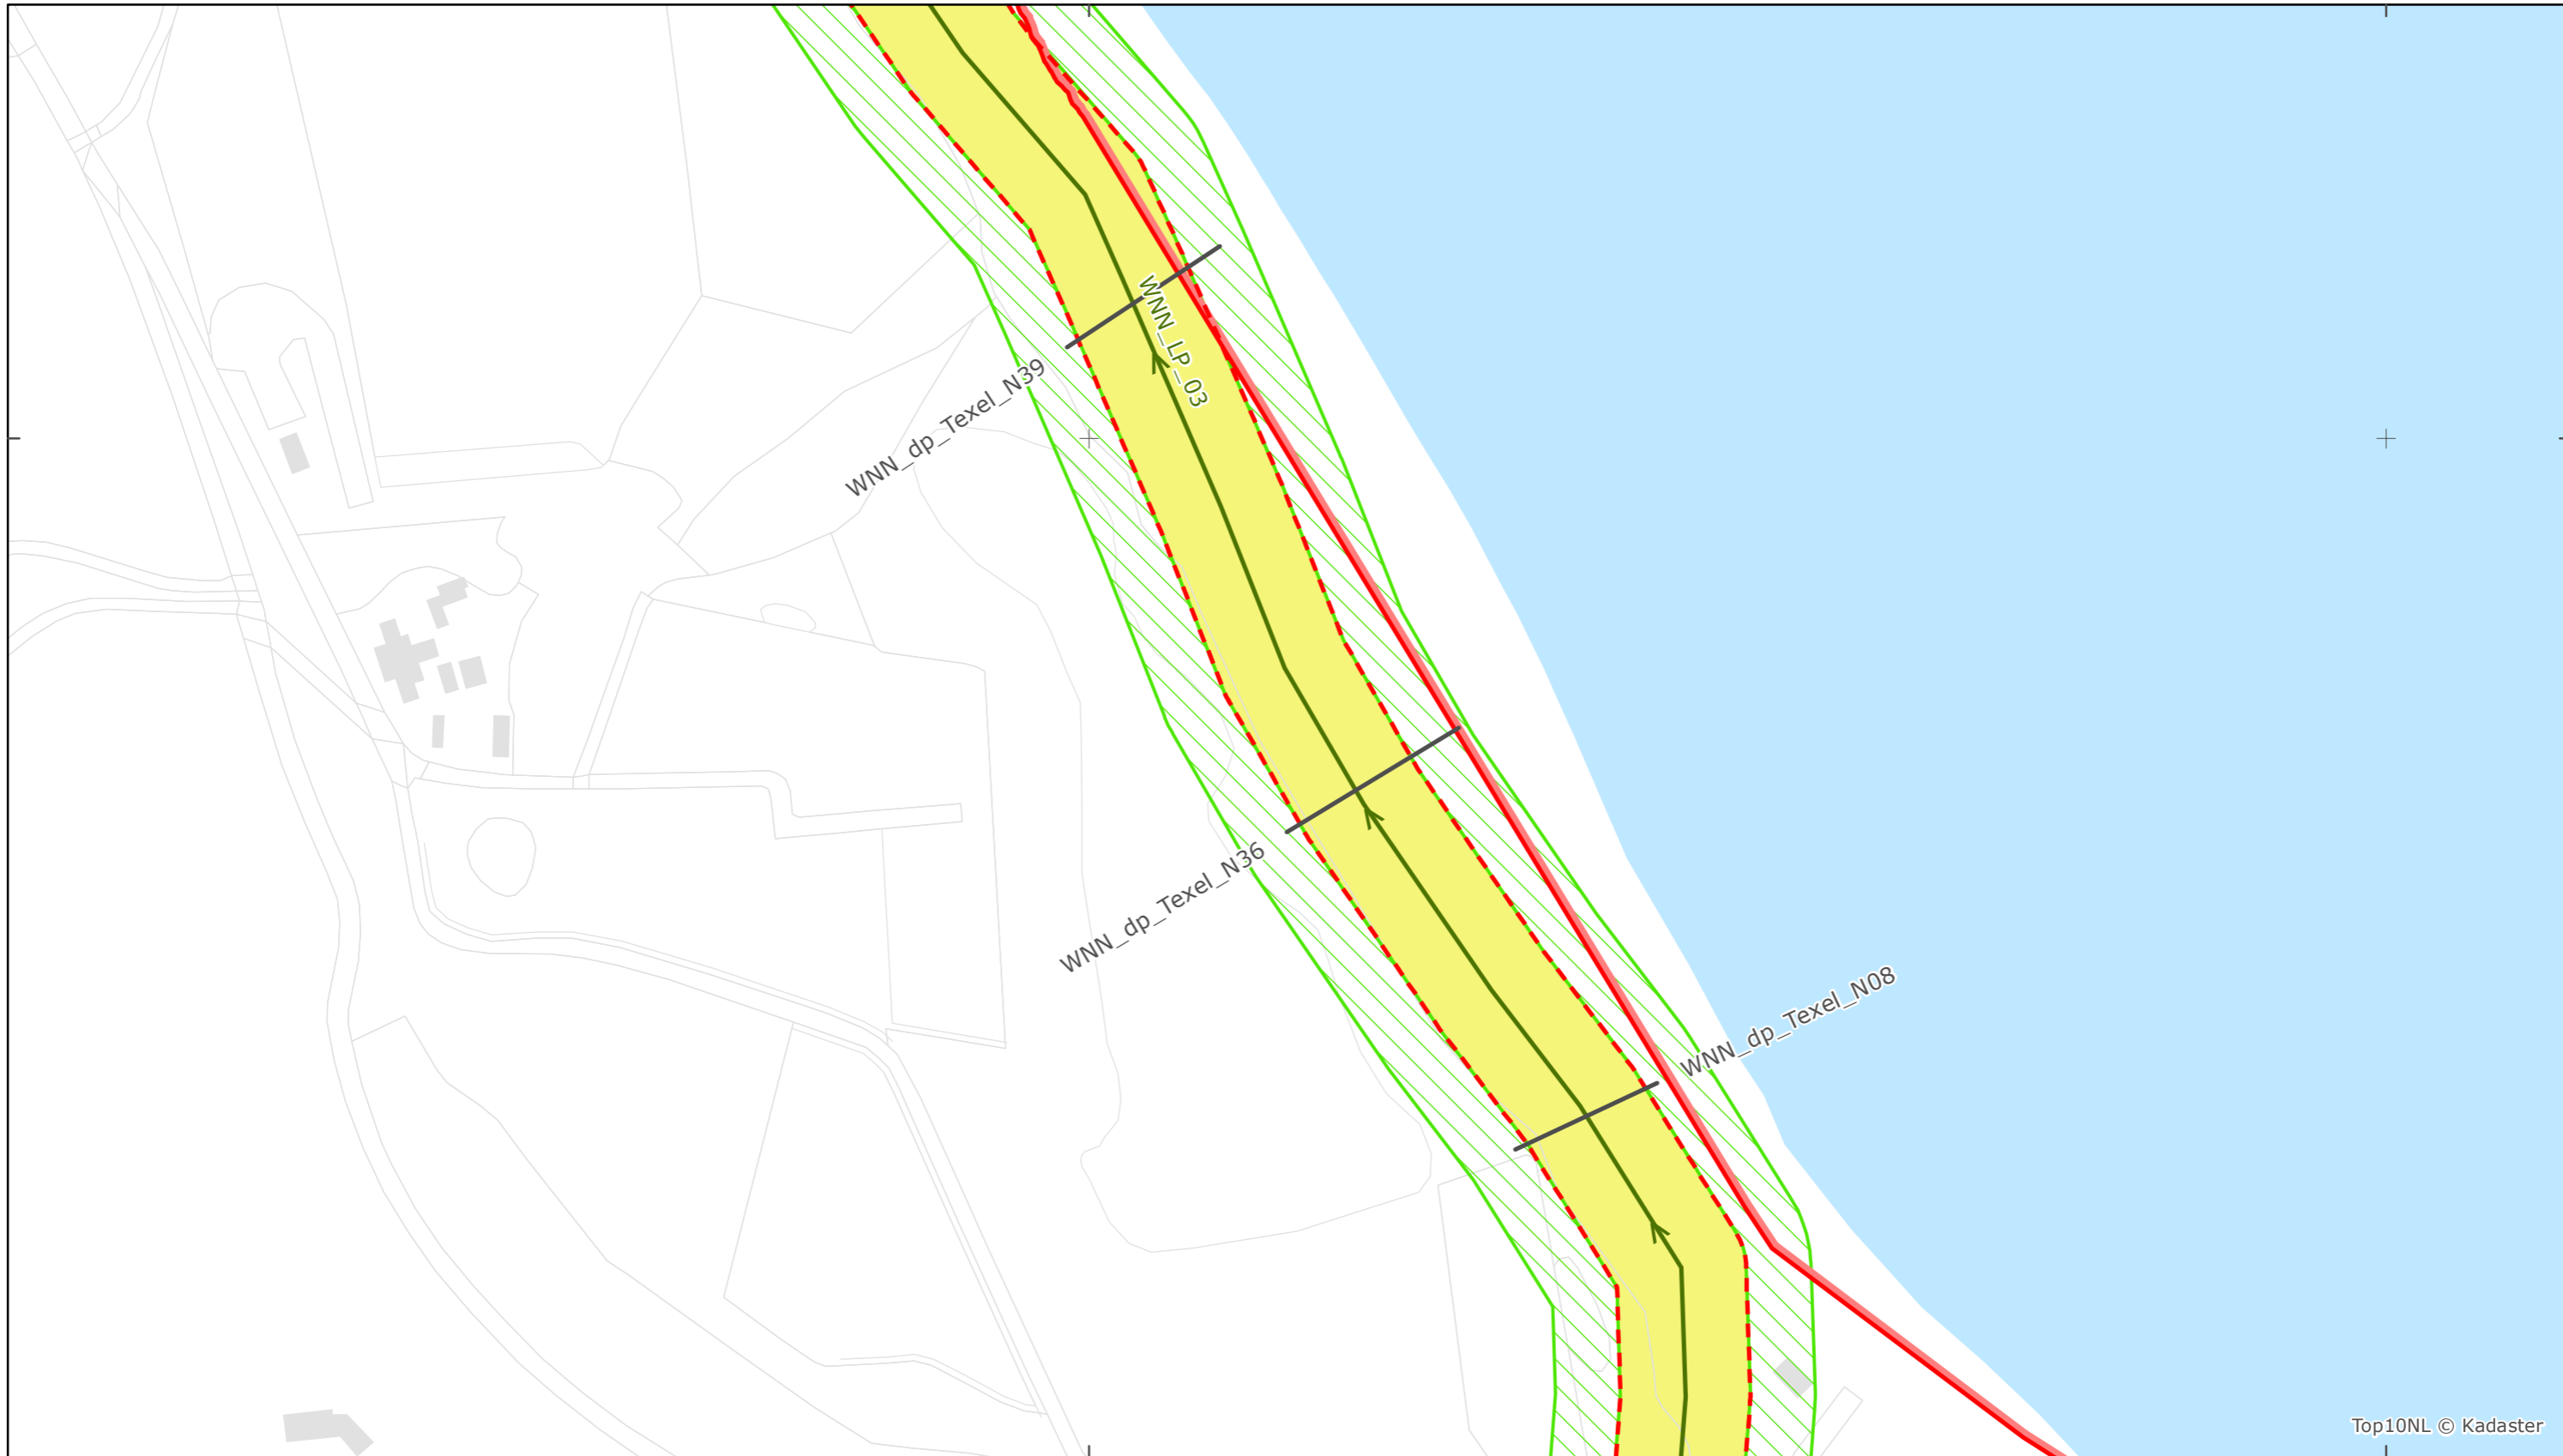 WNN_LP_03
WNN_dp_Texel_N39
WNN_dp_Texel_N36
WNN_dp_Texel_N08
Top10NL © Kadaster